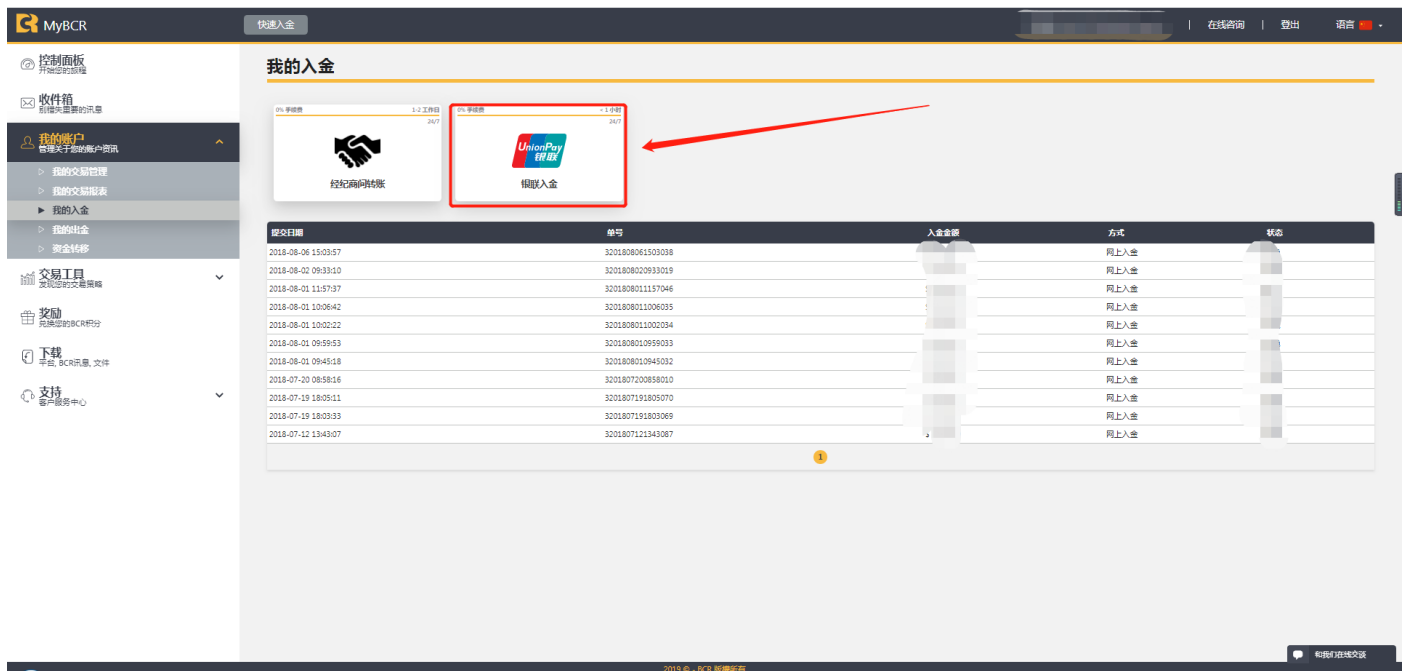 MyBCR
快速入金
在线咨询 | 登出 语言
控制面板
开始您的旅程
收件箱
别错失重要的讯息
我的账户
管理关于您的账户资讯
我的交易管理
我的交易报表
我的入金
我的出金
资金转移
交易工具
发现您的交易策略
奖励
兑换您的BCR积分
下载
平台, BCR讯息, 文件
支持
客户服务中心
我的入金
0% 手续费 1-2 工作日
24/7
经纪商间转账
0% 手续费 < 1 小时
24/7
UnionPay
银联
银联入金
提交日期 单号 入金金额 方式 状态
2018-08-06 15:03:57 3201808061503038 网上入金
2018-08-02 09:33:10 3201808020933019 网上入金
2018-08-01 11:57:37 3201808011157046 网上入金
2018-08-01 10:06:42 3201808011006035 网上入金
2018-08-01 10:02:22 3201808011002034 网上入金
2018-08-01 09:59:53 3201808010959033 网上入金
2018-08-01 09:45:18 3201808010945032 网上入金
2018-07-20 08:58:16 3201807200858010 网上入金
2018-07-19 18:05:11 3201807191805070 网上入金
2018-07-19 18:03:33 3201807191803069 网上入金
2018-07-12 13:43:07 3201807121343087 网上入金
1
和我们在线交谈
2019 © - BCR 版權所有